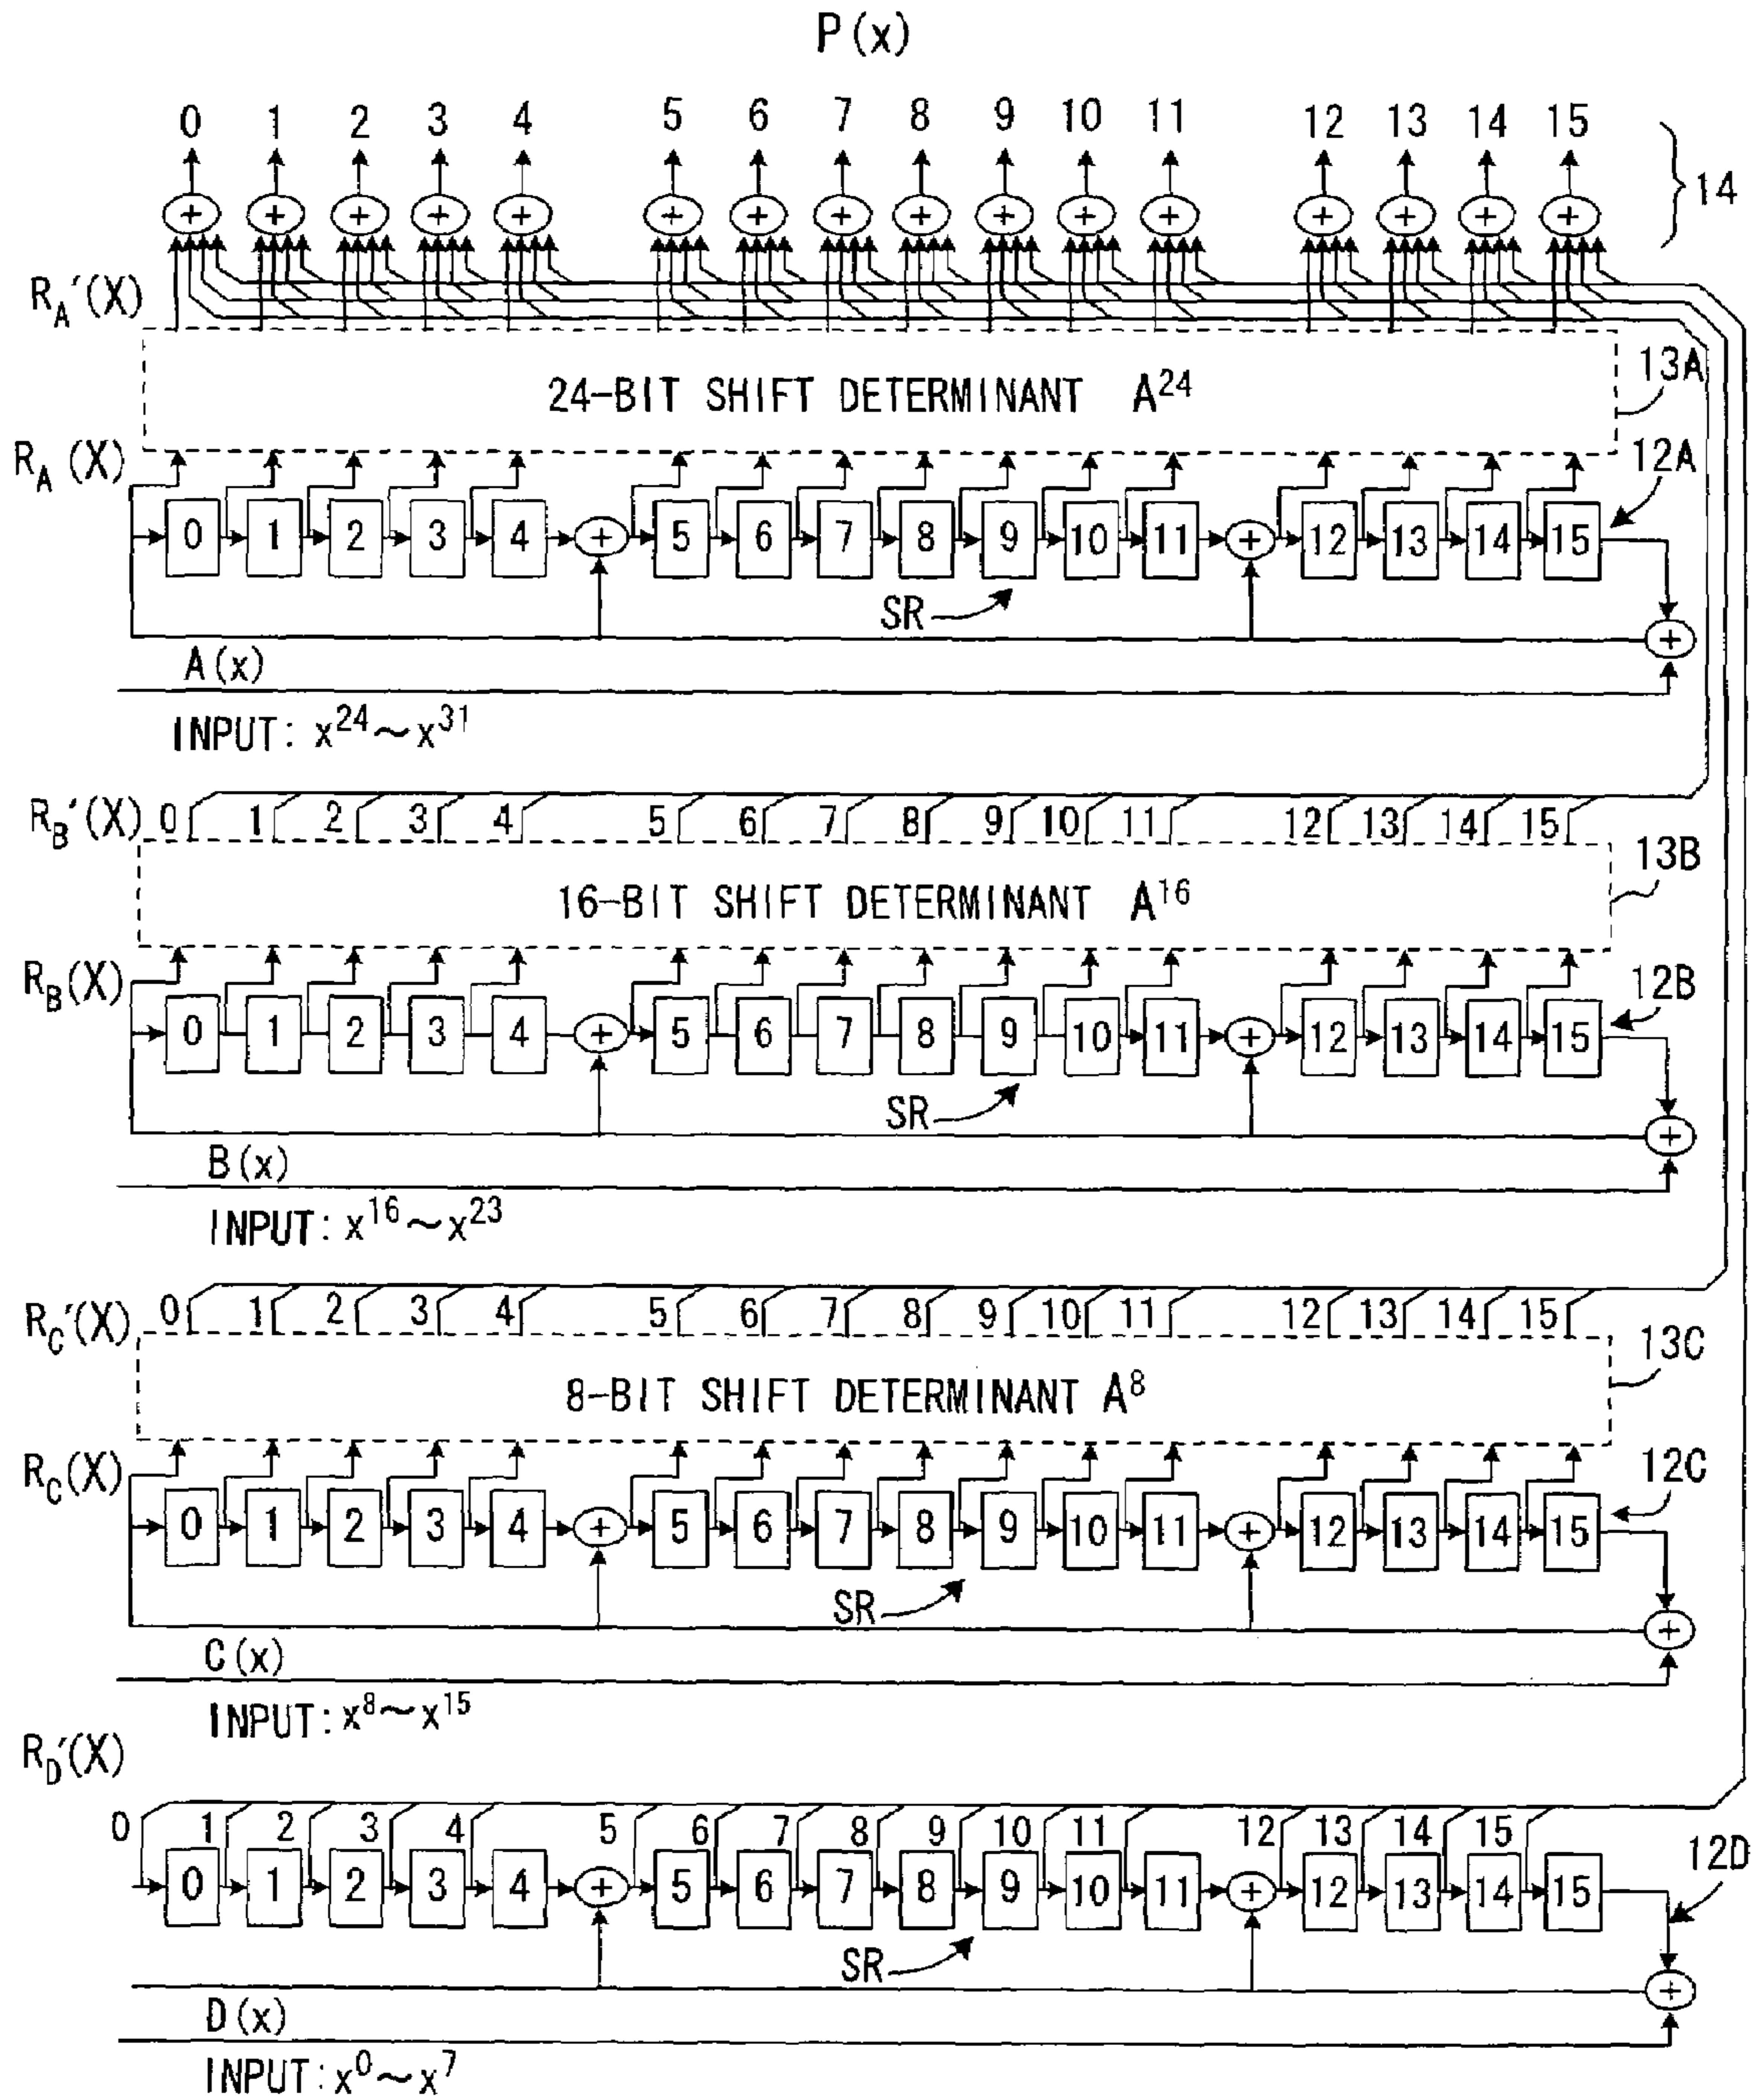 P(x)
0 1 2 3 4 5 6 7 8 9 10 11 12 13 14 15
+ + + + + + + + + + + + + + + +
14
R_A'(X)
24-BIT SHIFT DETERMINANT A^24
13A
R_A(X)
12A
0 1 2 3 4 + 5 6 7 8 9 10 11 + 12 13 14 15
SR
+
A(x)
INPUT: x^24～x^31
R_B'(X) 0 1 2 3 4 5 6 7 8 9 10 11 12 13 14 15
13B
16-BIT SHIFT DETERMINANT A^16
R_B(X)
12B
0 1 2 3 4 + 5 6 7 8 9 10 11 + 12 13 14 15
SR
+
B(x)
INPUT: x^16～x^23
R_C'(X) 0 1 2 3 4 5 6 7 8 9 10 11 12 13 14 15
13C
8-BIT SHIFT DETERMINANT A^8
R_C(X)
12C
0 1 2 3 4 + 5 6 7 8 9 10 11 + 12 13 14 15
SR
+
C(x)
INPUT: x^8～x^15
R_D'(X)
0 1 2 3 4 5 6 7 8 9 10 11 12 13 14 15
12D
0 1 2 3 4 + 5 6 7 8 9 10 11 + 12 13 14 15
SR
+
D(x)
INPUT: x^0～x^7